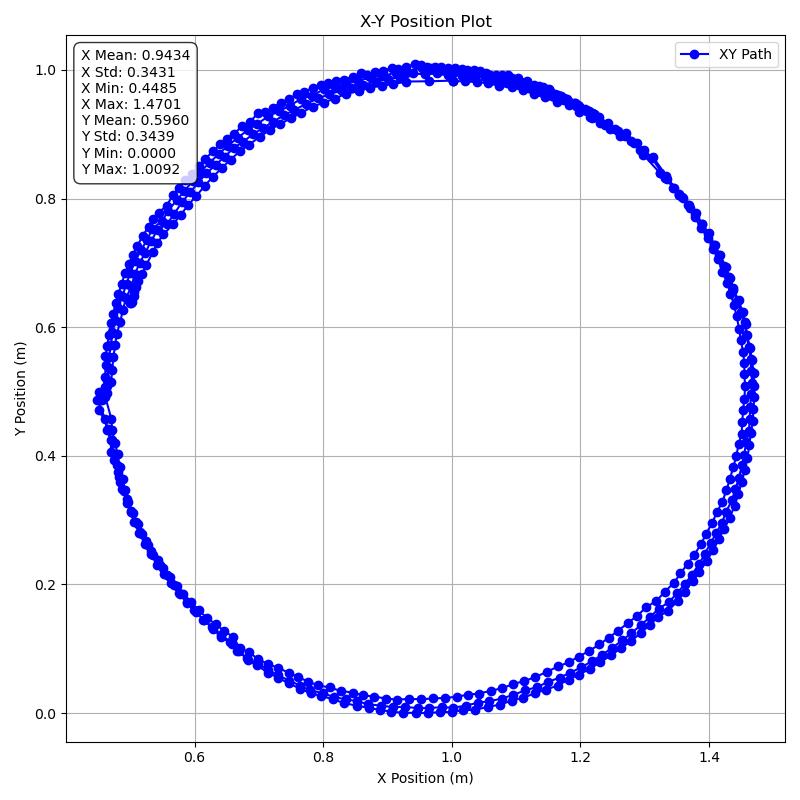 X-Y Position Plot
X Mean: 0.9434
X Std: 0.3431
X Min: 0.4485
X Max: 1.4701
Y Mean: 0.5960
Y Std: 0.3439
Y Min: 0.0000
Y Max: 1.0092
XY Path
1.0
0.8
0.6
0.4
0.2
0.0
Y Position (m)
0.6
0.8
1.0
1.2
1.4
X Position (m)